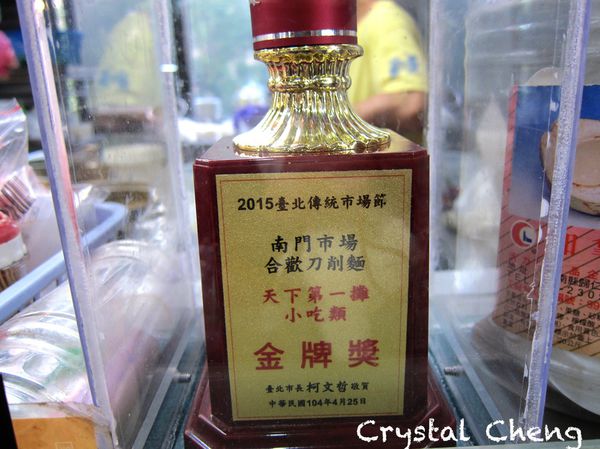 2015臺北傳統市場節
南門市場
合歡刀削麵
天下第一攤
小吃類
金牌獎
臺北市長柯文哲敬贈
中華民國104年4月25日
Crystal Cheng